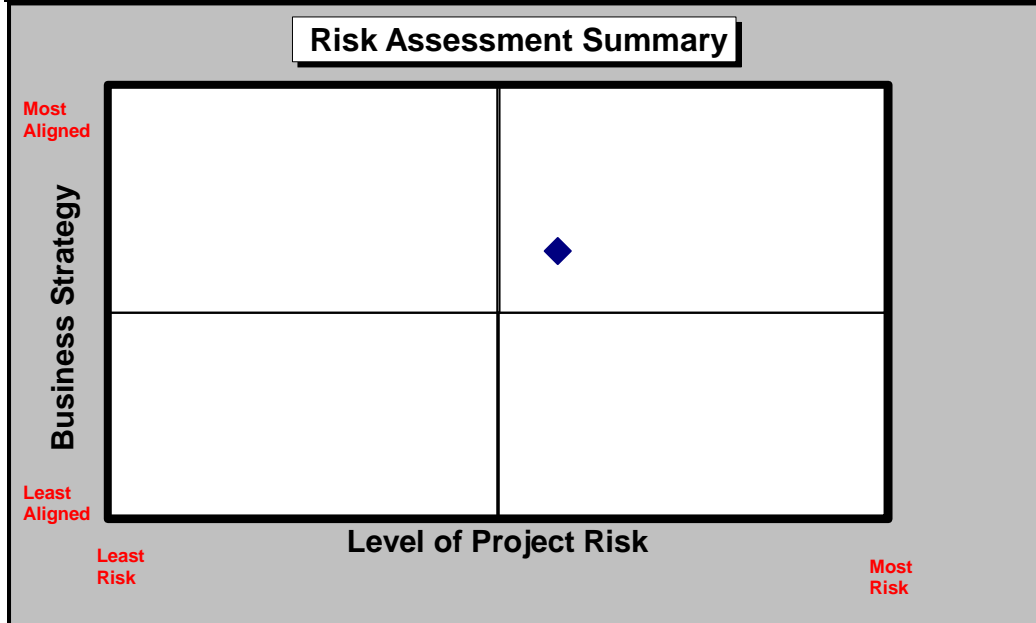 Risk Assessment Summary
Most
Aligned
Business Strategy
Least
Aligned
Level of Project Risk
Least
Risk
Most
Risk